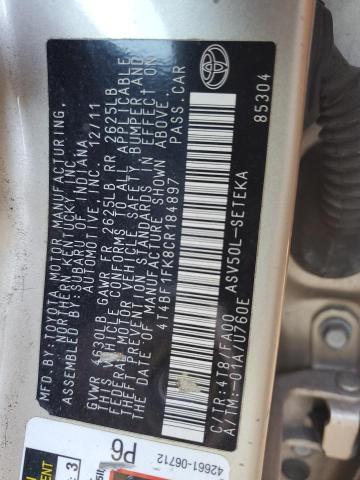 MFD. BY: TOYOTA MOTOR MANUFACTURING,
NORTHERN KENTUCKY, INC.
ASSEMBLED BY: SUBARU OF INDIANA
AUTOMOTIVE, INC. 12/11
GVWR 4630LB GAWR FR 2625LB RR 2625LB
THIS VEHICLE CONFORMS TO ALL APPLICABLE
FEDERAL MOTOR VEHICLE SAFETY, BUMPER, AND
THEFT PREVENTION STANDARDS IN EFFECT ON
THE DATE OF MANUFACTURE SHOWN ABOVE.
4T4BF1FK8CR184897 PASS.CAR
C/TR:4T8/FA00 ASV50L-SETEKA
A/TM:-01A/U760E 85304
42661-06712
P6
3